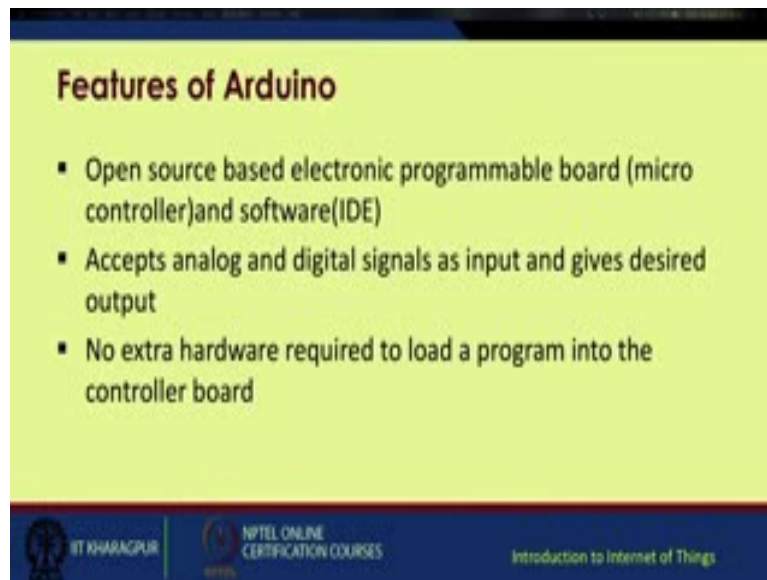 Features of Arduino
▪ Open source based electronic programmable board (micro
controller)and software(IDE)
▪ Accepts analog and digital signals as input and gives desired
output
▪ No extra hardware required to load a program into the
controller board
IIT KHARAGPUR
NPTEL ONLINE
CERTIFICATION COURSES
Introduction to Internet of Things